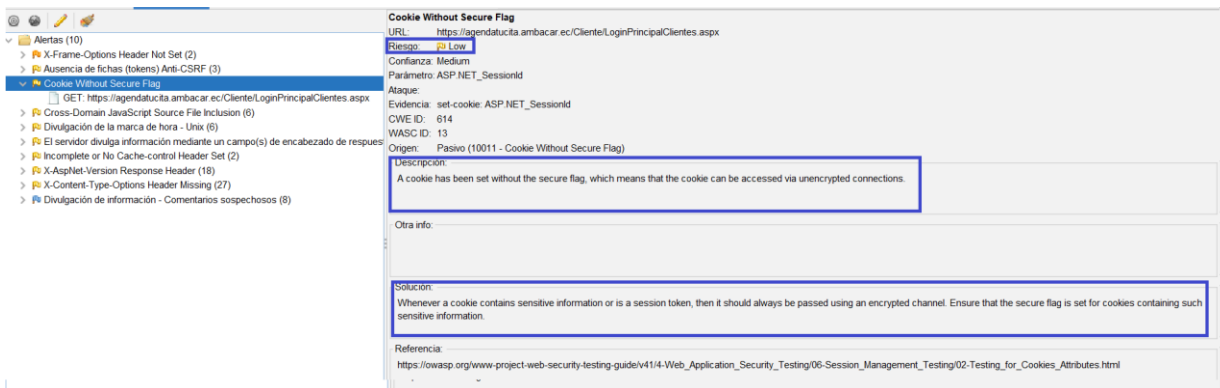 Alertas (10)
X-Frame-Options Header Not Set (2)
Ausencia de fichas (tokens) Anti-CSRF (3)
Cookie Without Secure Flag
GET: https://agendatucita.ambacar.ec/Cliente/LoginPrincipalClientes.aspx
Cross-Domain JavaScript Source File Inclusion (6)
Divulgación de la marca de hora - Unix (6)
El servidor divulga información mediante un campo(s) de encabezado de respues
Incomplete or No Cache-control Header Set (2)
X-AspNet-Version Response Header (18)
X-Content-Type-Options Header Missing (27)
Divulgación de información - Comentarios sospechosos (8)
Cookie Without Secure Flag
URL: https://agendatucita.ambacar.ec/Cliente/LoginPrincipalClientes.aspx
Riesgo: Low
Confianza: Medium
Parámetro: ASP.NET_SessionId
Ataque:
Evidencia: set-cookie: ASP.NET_SessionId
CWE ID: 614
WASC ID: 13
Origen: Pasivo (10011 - Cookie Without Secure Flag)
Descripción:
A cookie has been set without the secure flag, which means that the cookie can be accessed via unencrypted connections.
Otra info:
Solución:
Whenever a cookie contains sensitive information or is a session token, then it should always be passed using an encrypted channel. Ensure that the secure flag is set for cookies containing such
sensitive information.
Referencia:
https://owasp.org/www-project-web-security-testing-guide/v41/4-Web_Application_Security_Testing/06-Session_Management_Testing/02-Testing_for_Cookies_Attributes.html